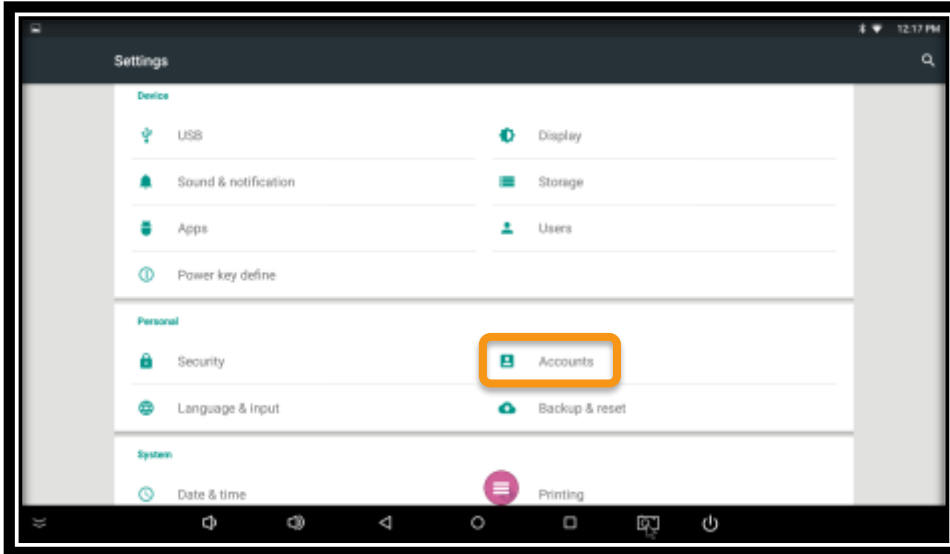 12:17 PM
Settings
Device
USB
Display
Sound & notification
Storage
Apps
Users
Power key define
Personal
Security
Accounts
Language & input
Backup & reset
System
Date & time
Printing